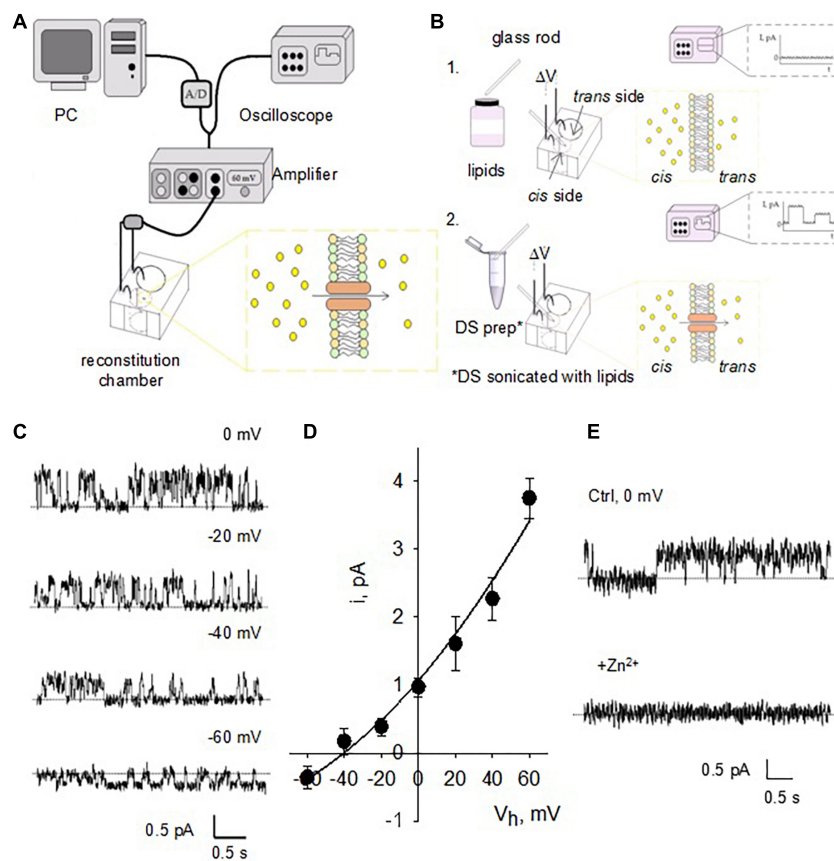 A
PC
A/D
Oscilloscope
60 mV
Amplifier
reconstitution
chamber
B
glass rod
1.
ΔV
trans side
lipids
cis side
I, pA
0
t
cis
trans
2.
ΔV
DS prep*
*DS sonicated with lipids
I, pA
0
t
cis
trans
C
0 mV
-20 mV
-40 mV
-60 mV
0.5 pA
0.5 s
D
4
3
2
1
0
-1
i, pA
-60 -40 -20 0 20 40 60
Vh, mV
E
Ctrl, 0 mV
+Zn²⁺
0.5 pA
0.5 s